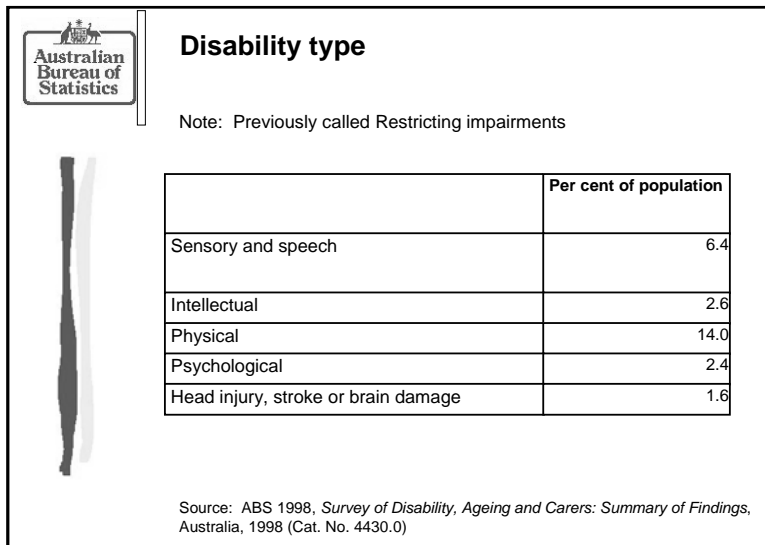 Australian
Bureau of
Statistics
Disability type
Note: Previously called Restricting impairments
Per cent of population
Sensory and speech 6.4
Intellectual 2.6
Physical 14.0
Psychological 2.4
Head injury, stroke or brain damage 1.6
Source: ABS 1998, Survey of Disability, Ageing and Carers: Summary of Findings,
Australia, 1998 (Cat. No. 4430.0)